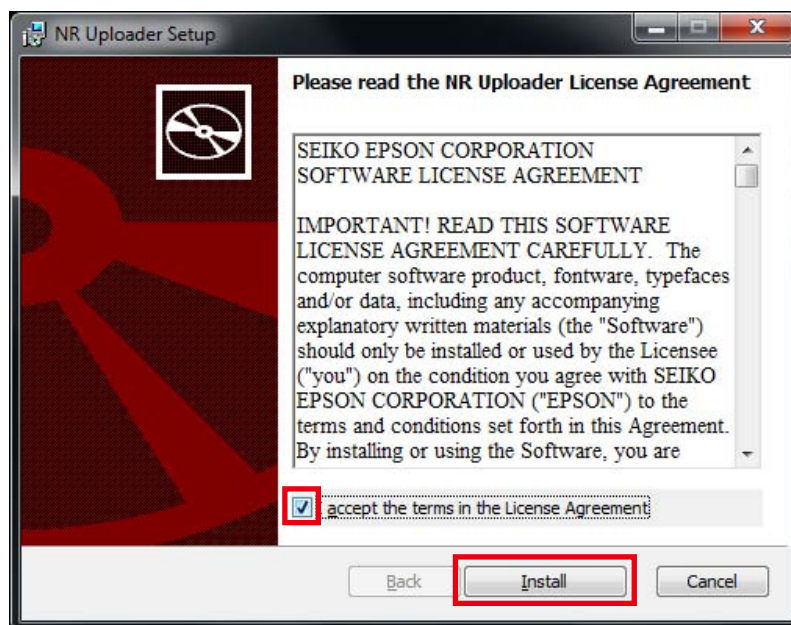 NR Uploader Setup
Please read the NR Uploader License Agreement
SEIKO EPSON CORPORATION
SOFTWARE LICENSE AGREEMENT
IMPORTANT! READ THIS SOFTWARE
LICENSE AGREEMENT CAREFULLY. The
computer software product, fontware, typefaces
and/or data, including any accompanying
explanatory written materials (the "Software")
should only be installed or used by the Licensee
("you") on the condition you agree with SEIKO
EPSON CORPORATION ("EPSON") to the
terms and conditions set forth in this Agreement.
By installing or using the Software, you are
accept the terms in the License Agreement
Back Install Cancel